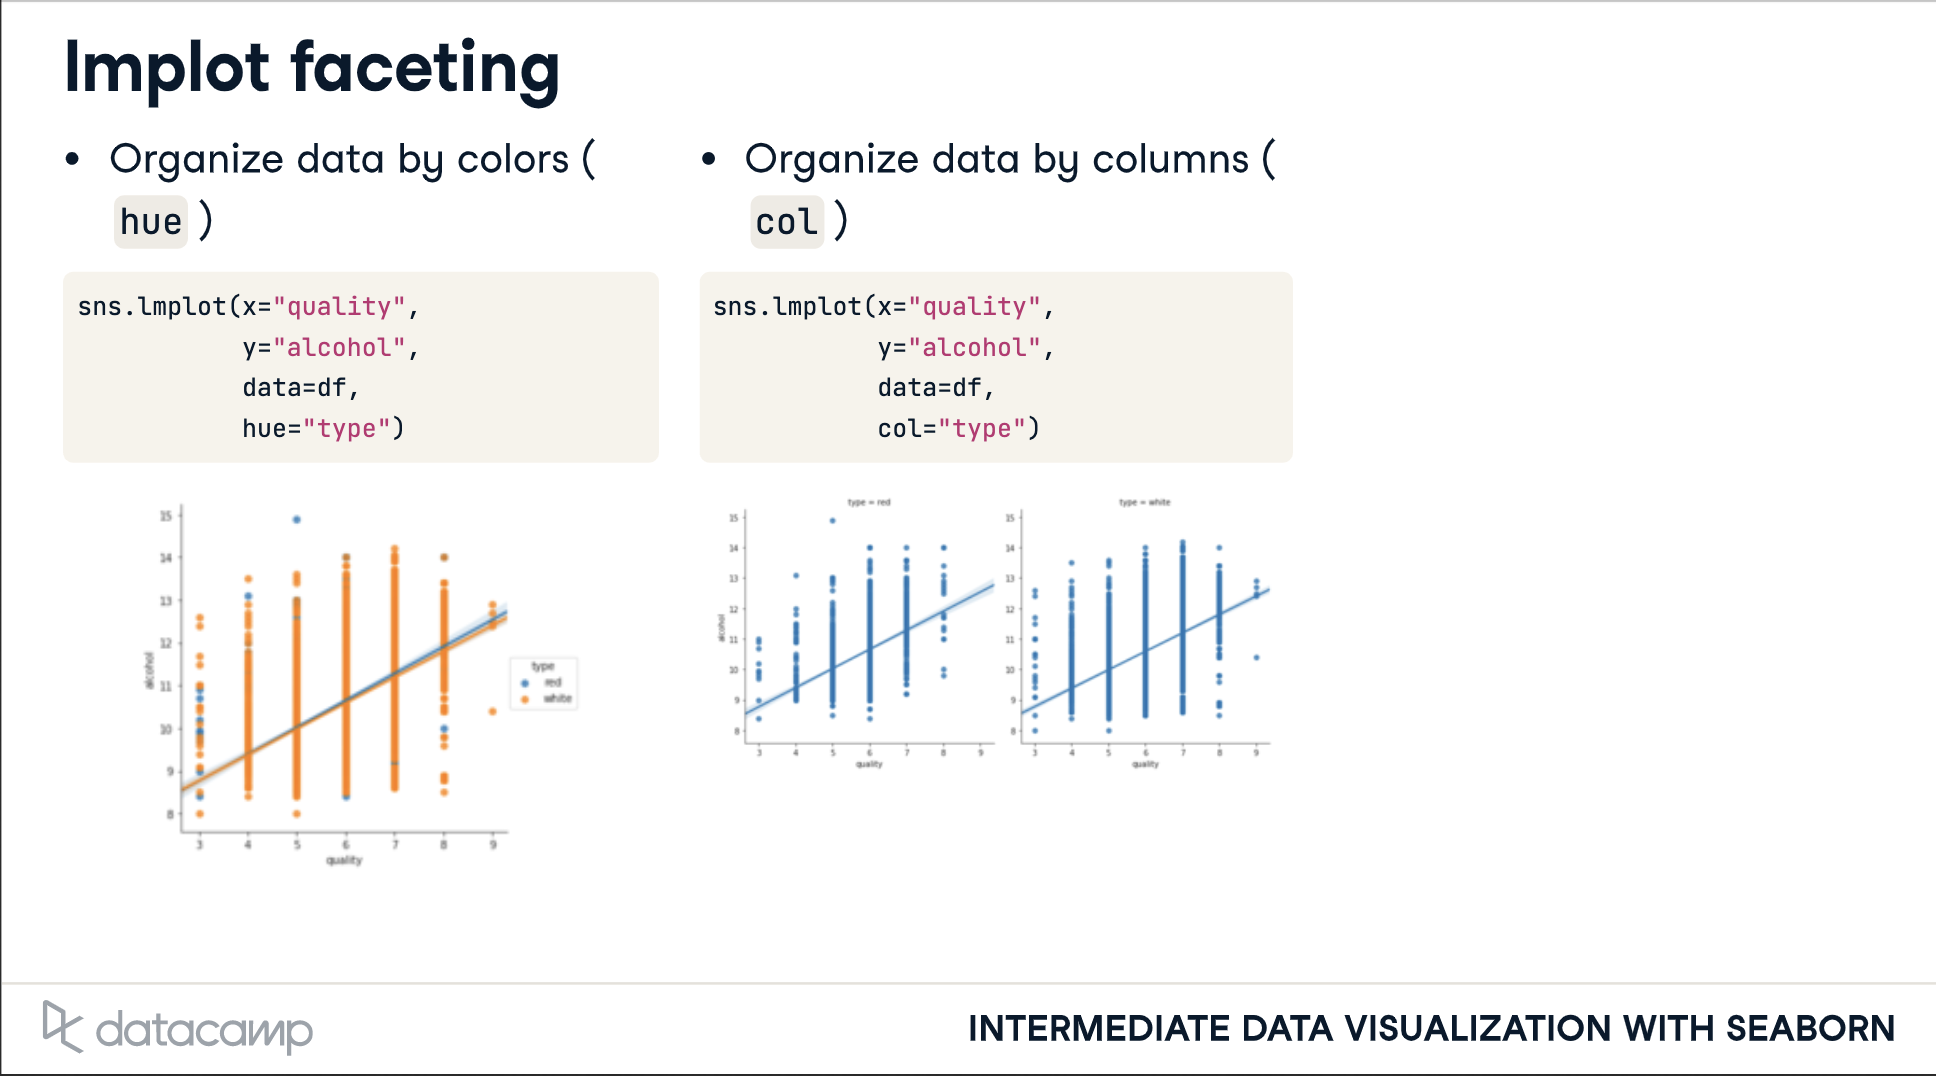 lmplot faceting
• Organize data by colors (
hue )
sns.lmplot(x="quality",
y="alcohol",
data=df,
hue="type")
15
14
13
12
11
10
9
8
alcohol
3 4 5 6 7 8 9
quality
type
red
white
• Organize data by columns (
col )
sns.lmplot(x="quality",
y="alcohol",
data=df,
col="type")
type = red
15
14
13
12
11
10
9
8
alcohol
3 4 5 6 7 8 9
quality
type = white
15
14
13
12
11
10
9
8
3 4 5 6 7 8 9
quality
datacamp
INTERMEDIATE DATA VISUALIZATION WITH SEABORN